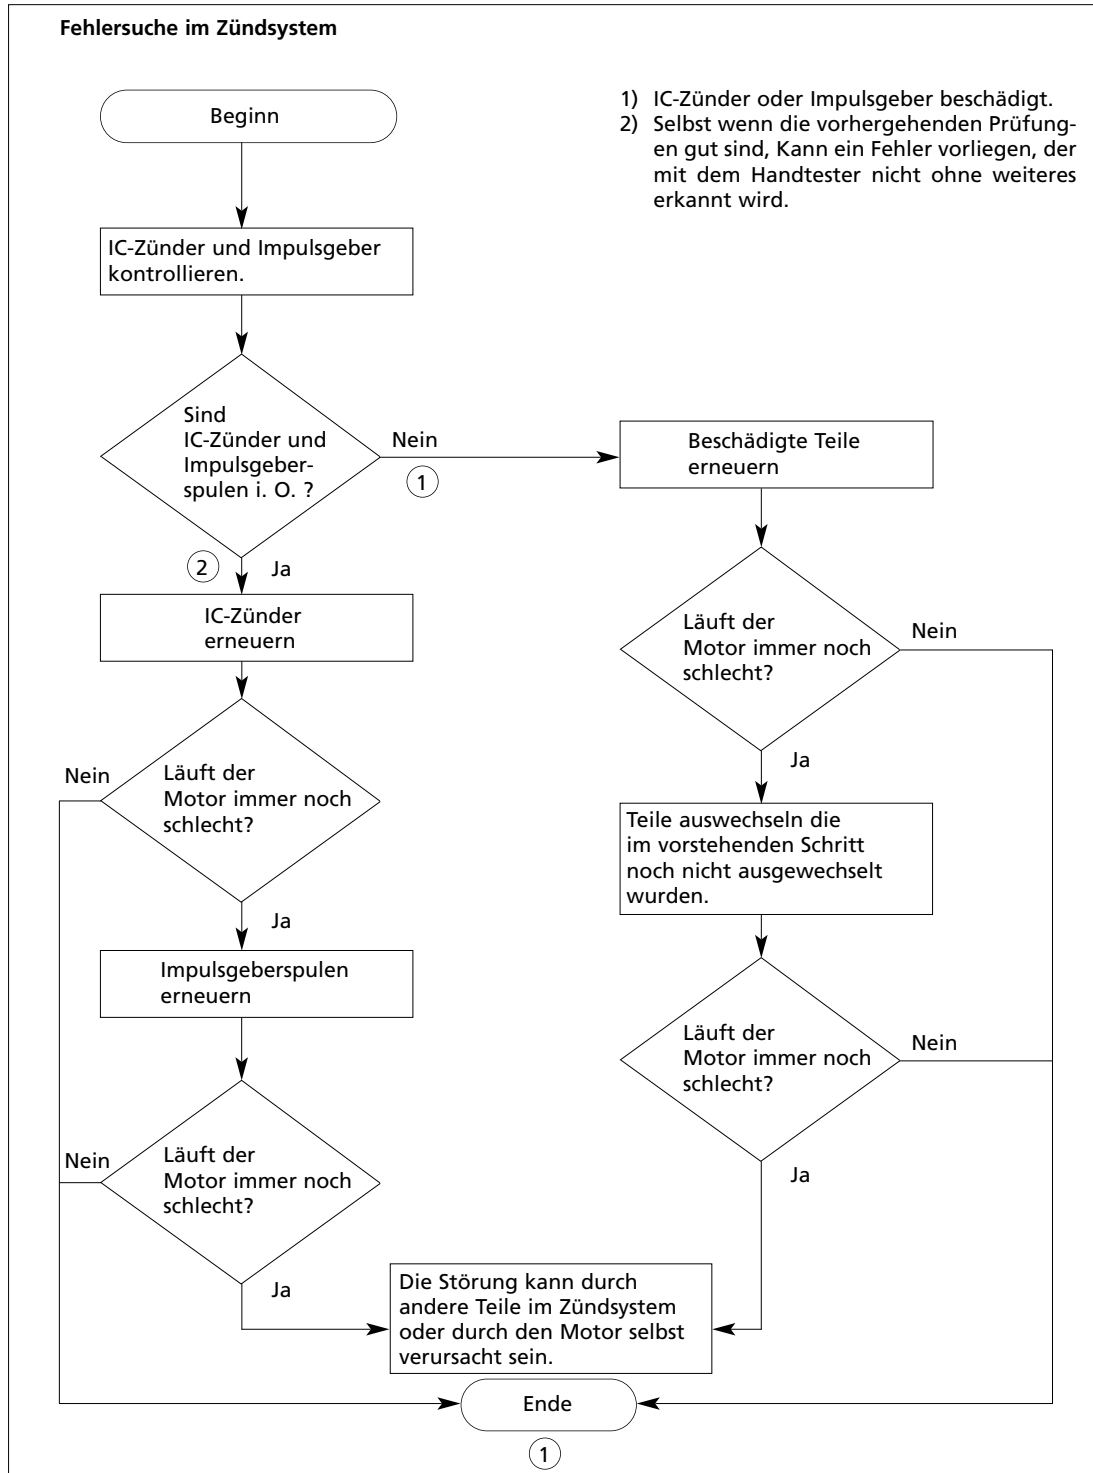 Fehlersuche im Zündsystem
Beginn
1) IC-Zünder oder Impulsgeber beschädigt.
2) Selbst wenn die vorhergehenden Prüfung-
en gut sind, Kann ein Fehler vorliegen, der
mit dem Handtester nicht ohne weiteres
erkannt wird.
IC-Zünder und Impulsgeber
kontrollieren.
Sind
IC-Zünder und
Impulsgeber-
spulen i. O. ?
Nein
1
Beschädigte Teile
erneuern
2
Ja
IC-Zünder
erneuern
Läuft der
Motor immer noch
schlecht?
Nein
Ja
Nein
Läuft der
Motor immer noch
schlecht?
Ja
Teile auswechseln die
im vorstehenden Schritt
noch nicht ausgewechselt
wurden.
Impulsgeberspulen
erneuern
Läuft der
Motor immer noch
schlecht?
Nein
Ja
Nein
Läuft der
Motor immer noch
schlecht?
Ja
Die Störung kann durch
andere Teile im Zündsystem
oder durch den Motor selbst
verursacht sein.
Ende
1